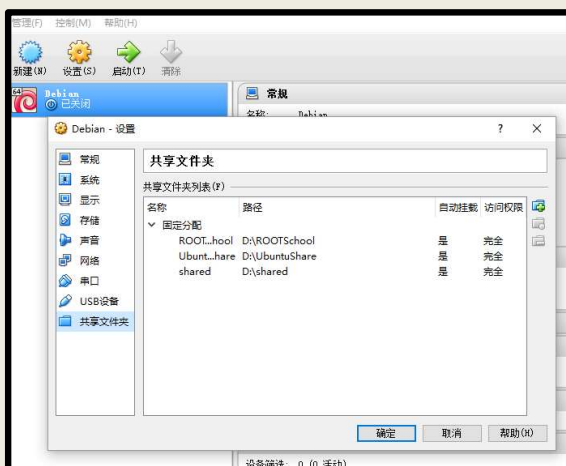 管理(F) 控制(M) 帮助(H)
新建(N) 设置(S) 启动(T) 清除
64 Debian
已关闭
常规
名称: Debian
Debian - 设置 ? ×
常规
系统
显示
存储
声音
网络
串口
USB设备
共享文件夹
共享文件夹
共享文件夹列表(F)
名称 路径 自动挂载 访问权限
固定分配
ROOT...hool D:\ROOTSchool 是 完全
Ubunt...hare D:\UbuntuShare 是 完全
shared D:\shared 是 完全
确定 取消 帮助(H)
设备筛选: 0 (0 活动)